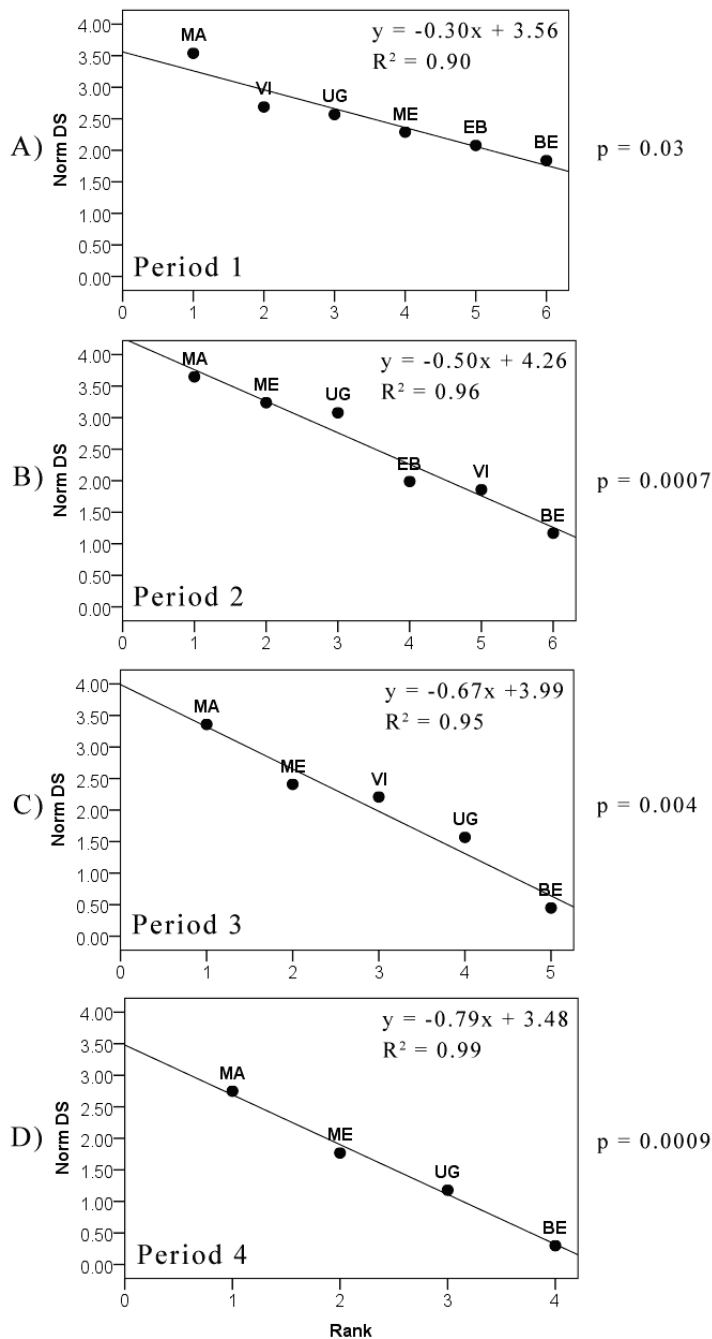 A)
Norm DS
4.00
3.50
3.00
2.50
2.00
1.50
1.00
0.50
0.00
MA
VI
UG
ME
EB
BE
y = -0.30x + 3.56
R² = 0.90
Period 1
0 1 2 3 4 5 6
p = 0.03
B)
Norm DS
4.00
3.50
3.00
2.50
2.00
1.50
1.00
0.50
0.00
MA
ME
UG
EB
VI
BE
y = -0.50x + 4.26
R² = 0.96
Period 2
0 1 2 3 4 5 6
p = 0.0007
C)
Norm DS
4.00
3.50
3.00
2.50
2.00
1.50
1.00
0.50
0.00
MA
ME
VI
UG
BE
y = -0.67x +3.99
R² = 0.95
Period 3
0 1 2 3 4 5
p = 0.004
D)
Norm DS
4.00
3.50
3.00
2.50
2.00
1.50
1.00
0.50
0.00
MA
ME
UG
BE
y = -0.79x + 3.48
R² = 0.99
Period 4
0 1 2 3 4
p = 0.0009
Rank